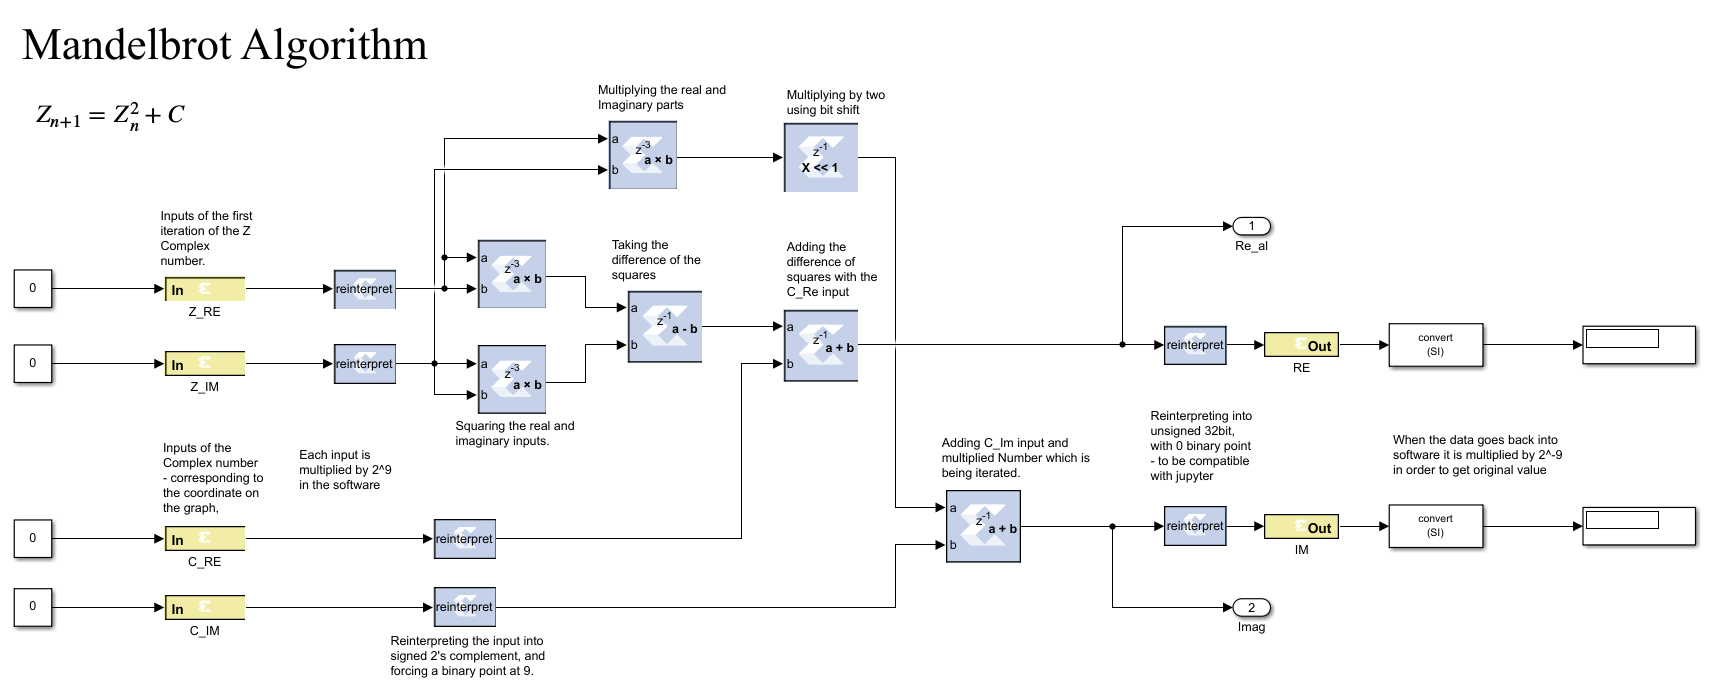 Mandelbrot Algorithm
Zn+1 = Zn2 + C
Multiplying the real and
Imaginary parts
a
b
z-3
a × b
Multiplying by two
using bit shift
z-1
X << 1
Inputs of the first
iteration of the Z
Complex
number.
0
In
Z_RE
reinterpret
a
b
z-3
a × b
Taking the
difference of the
squares
a
b
z-1
a - b
Adding the
difference of
squares with the
C_Re input
a
b
z-1
a + b
1
Re_al
0
In
Z_IM
reinterpret
a
b
z-3
a × b
Squaring the real and
imaginary inputs.
reinterpret
Out
RE
convert
(SI)
Inputs of the
Complex number
- corresponding to
the coordinate on
the graph,
Each input is
multiplied by 2^9
in the software
Adding C_Im input and
multiplied Number which is
being iterated.
Reinterpreting into
unsigned 32bit,
with 0 binary point
- to be compatible
with jupyter
When the data goes back into
software it is multiplied by 2^-9
in order to get original value
0
In
C_RE
reinterpret
a
b
z-1
a + b
reinterpret
Out
IM
convert
(SI)
0
In
C_IM
reinterpret
2
Imag
Reinterpreting the input into
signed 2's complement, and
forcing a binary point at 9.